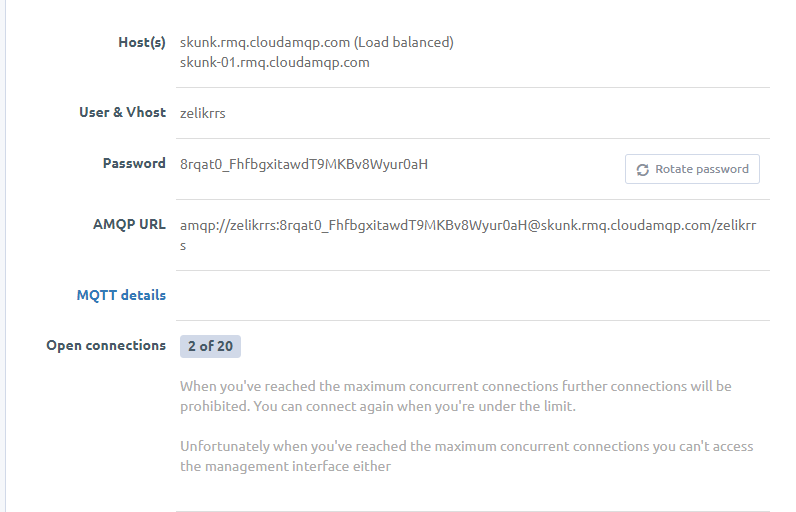 Host(s) skunk.rmq.cloudamqp.com (Load balanced)
skunk-01.rmq.cloudamqp.com
User & Vhost zelikrrs
Password 8rqat0_FhfbgxitawdT9MKBv8Wyur0aH Rotate password
AMQP URL amqp://zelikrrs:8rqat0_FhfbgxitawdT9MKBv8Wyur0aH@skunk.rmq.cloudamqp.com/zelikrr
s
MQTT details
Open connections 2 of 20
When you've reached the maximum concurrent connections further connections will be
prohibited. You can connect again when you're under the limit.
Unfortunately when you've reached the maximum concurrent connections you can't access
the management interface either